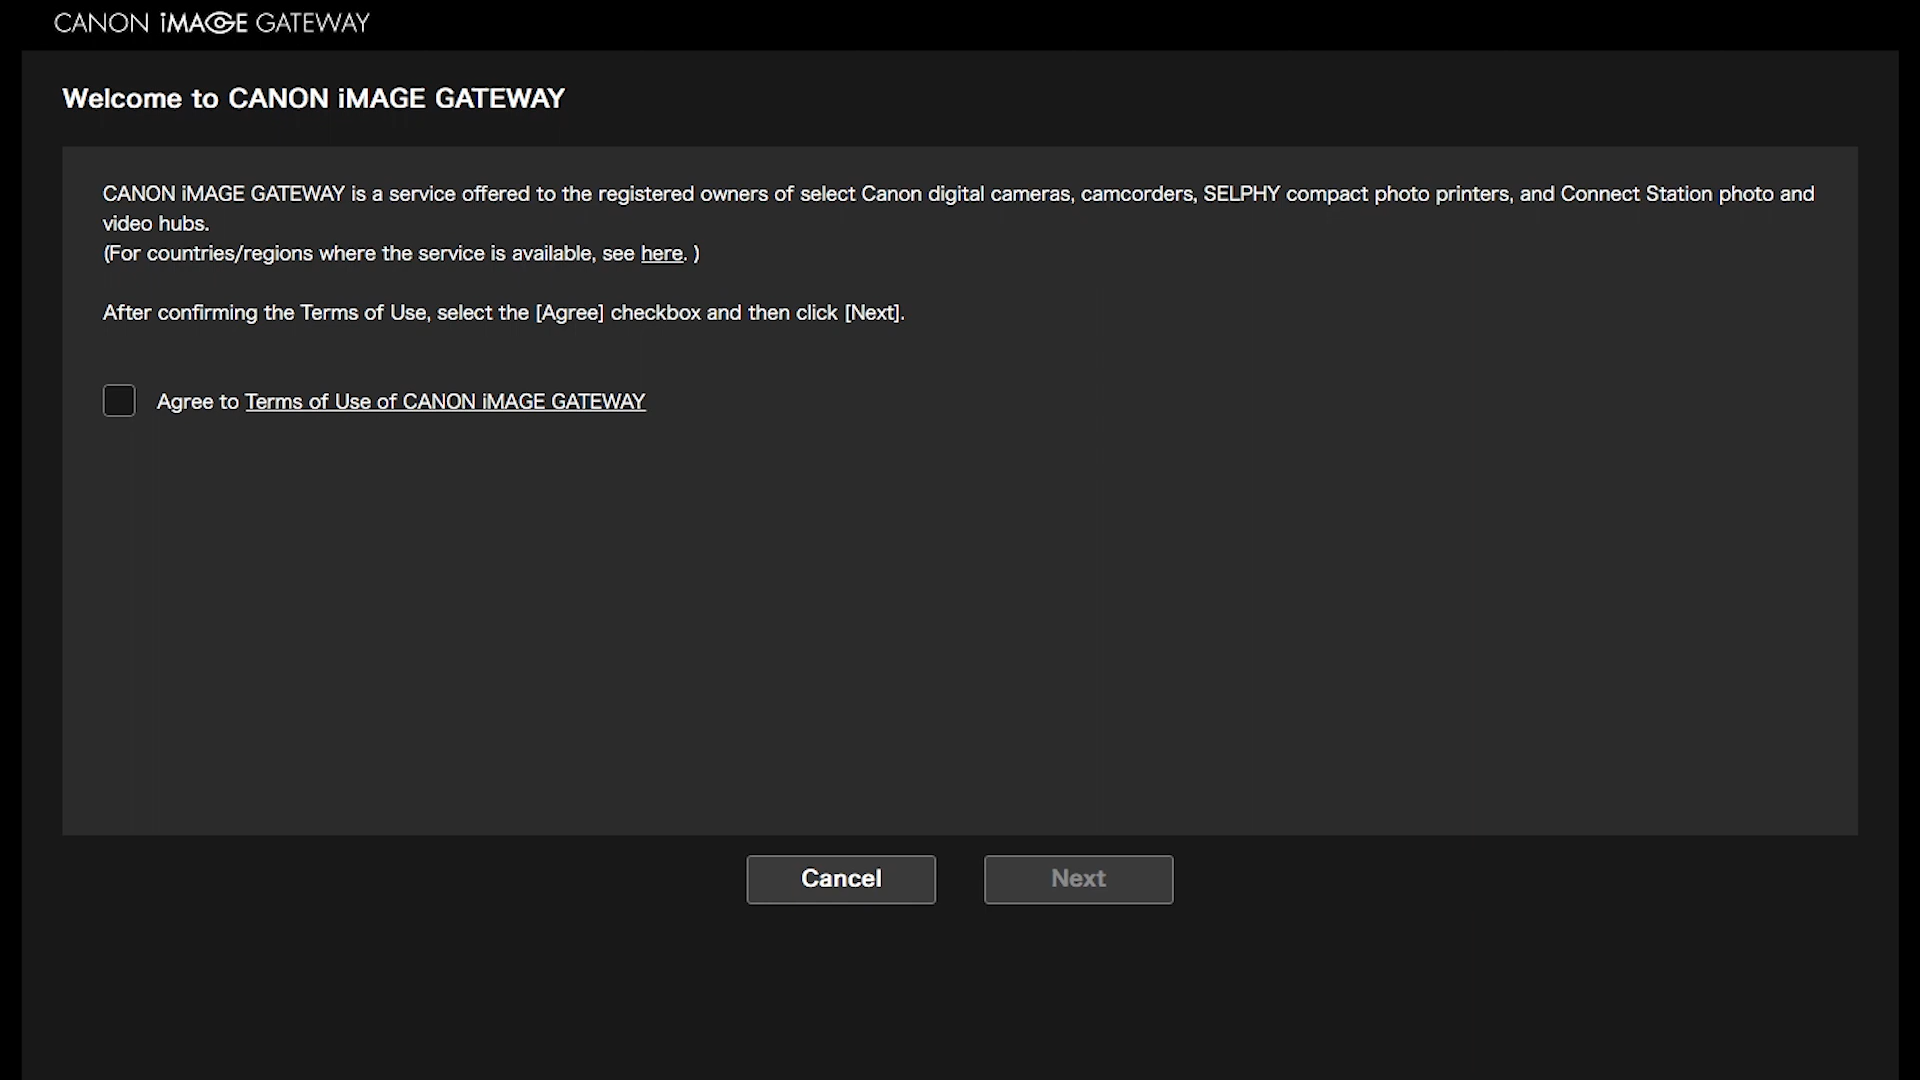 CANON iMAGE GATEWAY
Welcome to CANON iMAGE GATEWAY
CANON iMAGE GATEWAY is a service offered to the registered owners of select Canon digital cameras, camcorders, SELPHY compact photo printers, and Connect Station photo and
video hubs.
(For countries/regions where the service is available, see here. )
After confirming the Terms of Use, select the [Agree] checkbox and then click [Next].
Agree to Terms of Use of CANON iMAGE GATEWAY
Cancel
Next